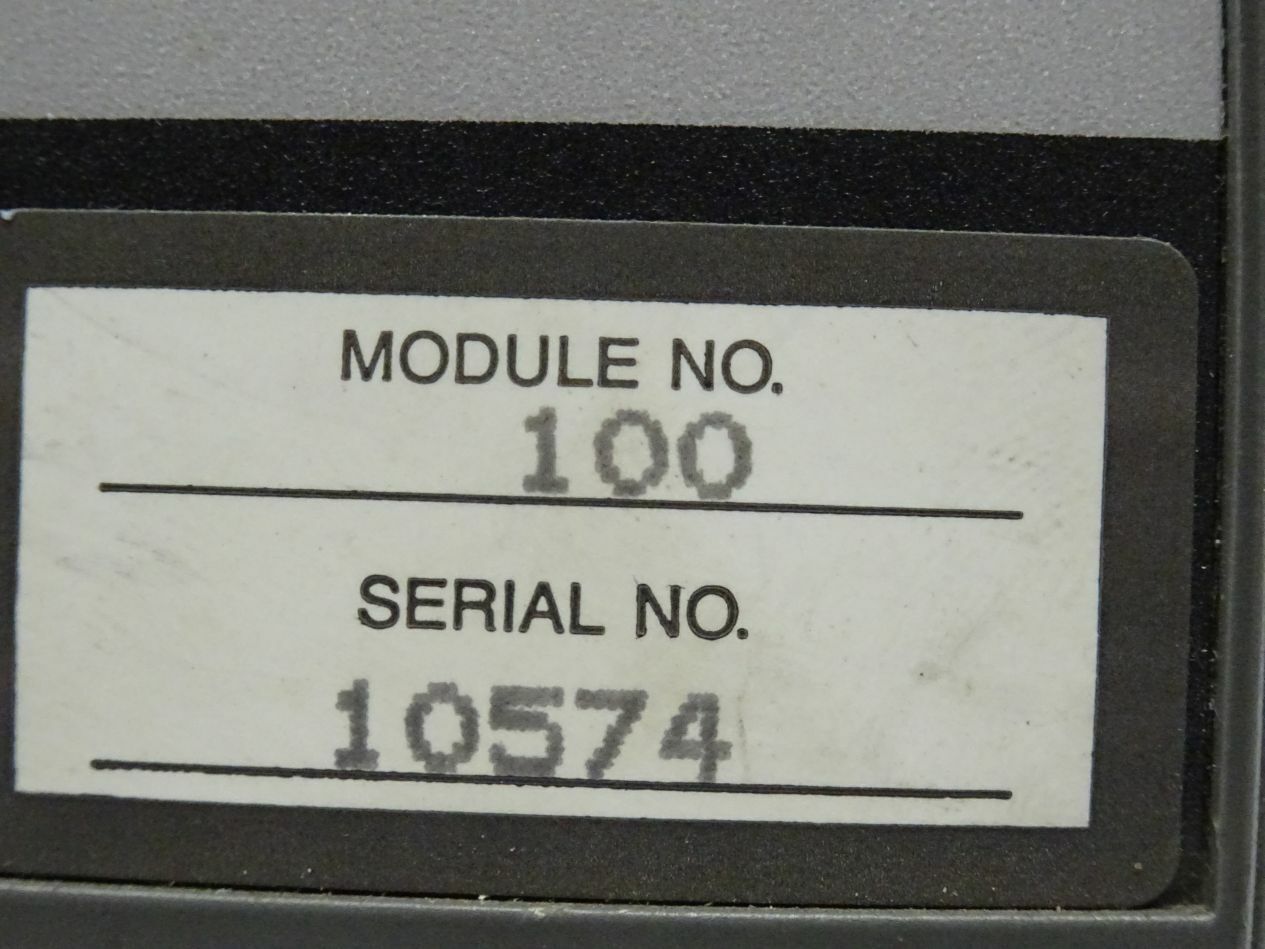 MODULE NO.
100
SERIAL NO.
10574